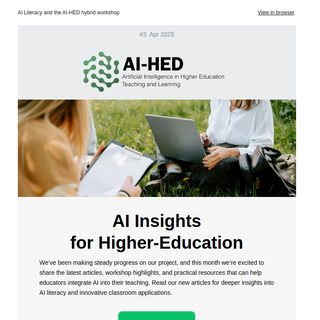 AI Literacy and the AI-HED hybrid workshop
View in browser
#3, Apr 2025
AI-HED
Artificial Intelligence in Higher Education
Teaching and Learning
AI Insights
for Higher-Education
We've been making steady progress on our project, and this month we're excited to
share the latest articles, workshop highlights, and practical resources that can help
educators integrate AI into their teaching. Read our new articles for deeper insights into
AI literacy and innovative classroom applications.